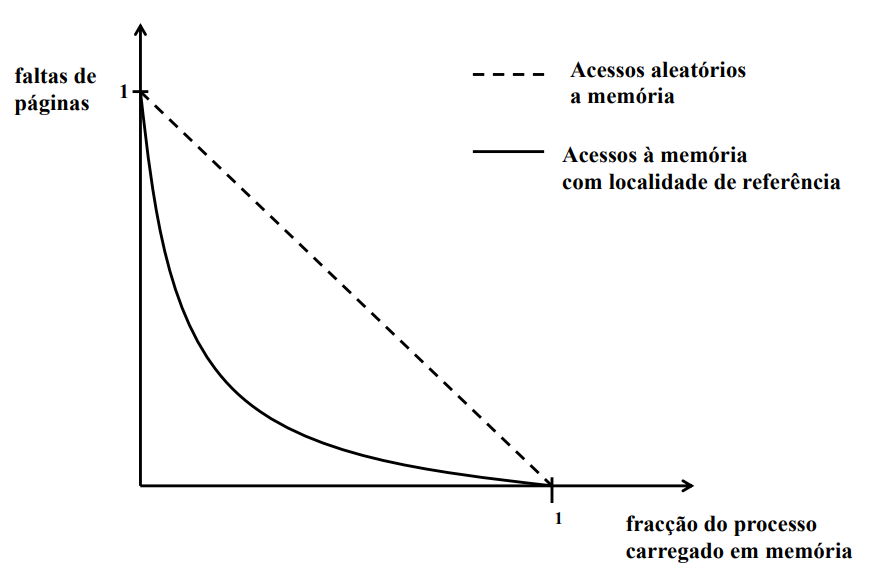 faltas de
páginas
1
Acessos aleatórios
a memória
Acessos à memória
com localidade de referência
1
fracção do processo
carregado em memória